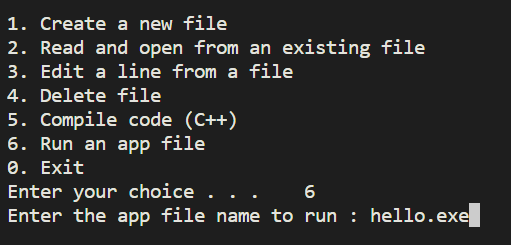 1. Create a new file
2. Read and open from an existing file
3. Edit a line from a file
4. Delete file
5. Compile code (C++)
6. Run an app file
0. Exit
Enter your choice . . .    6
Enter the app file name to run : hello.exe